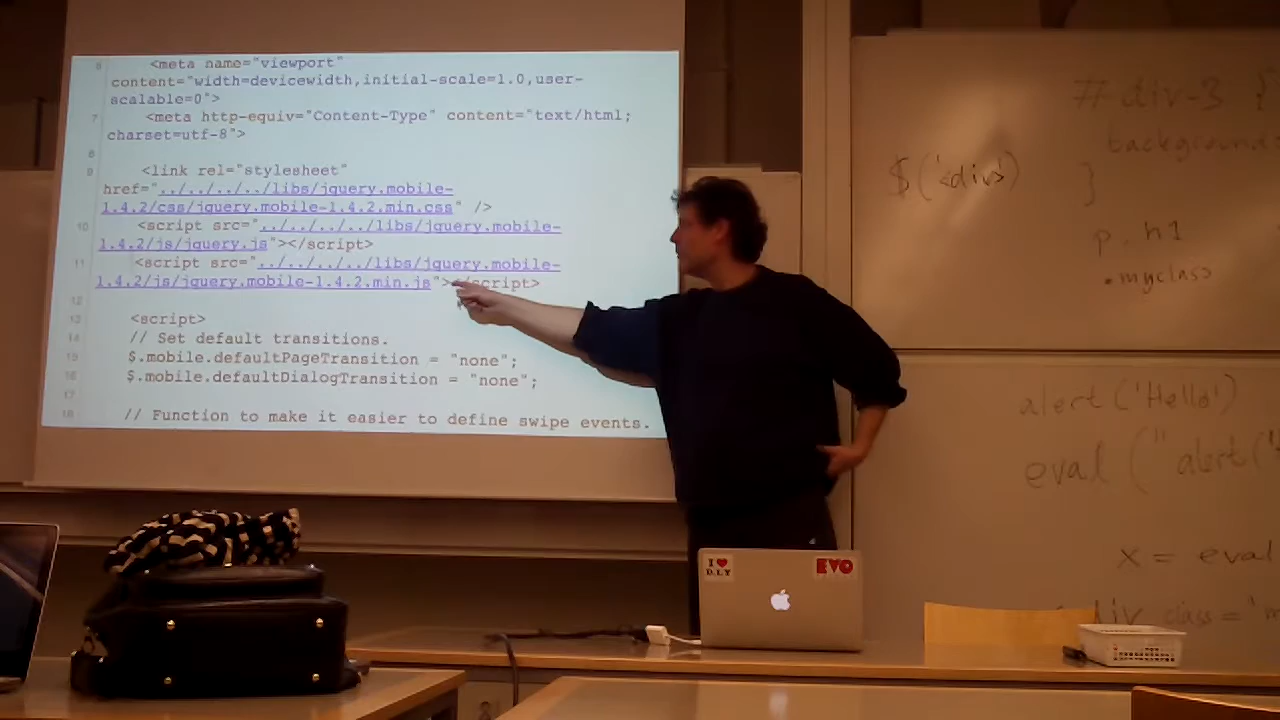 6 <meta name="viewport"
content="width=devicewidth,initial-scale=1.0,user-
scalable=0">
7 <meta http-equiv="Content-Type" content="text/html;
charset=utf-8">
8
9 <link rel="stylesheet"
href="../../../../libs/jquery.mobile-
1.4.2/css/jquery.mobile-1.4.2.min.css" />
10 <script src="../../../../libs/jquery.mobile-
1.4.2/js/jquery.js"></script>
11 <script src="../../../../libs/jquery.mobile-
1.4.2/js/jquery.mobile-1.4.2.min.js"></script>
12
13 <script>
14 // Set default transitions.
15 $.mobile.defaultPageTransition = "none";
16 $.mobile.defaultDialogTransition = "none";
17
18 // Function to make it easier to define swipe events.
$('<div>')
#div-3 {
background
}
p.h1
.myclass
alert('Hello')
eval ("alert('
x = eval
div class='m
I ♥
D.I.Y
EVO